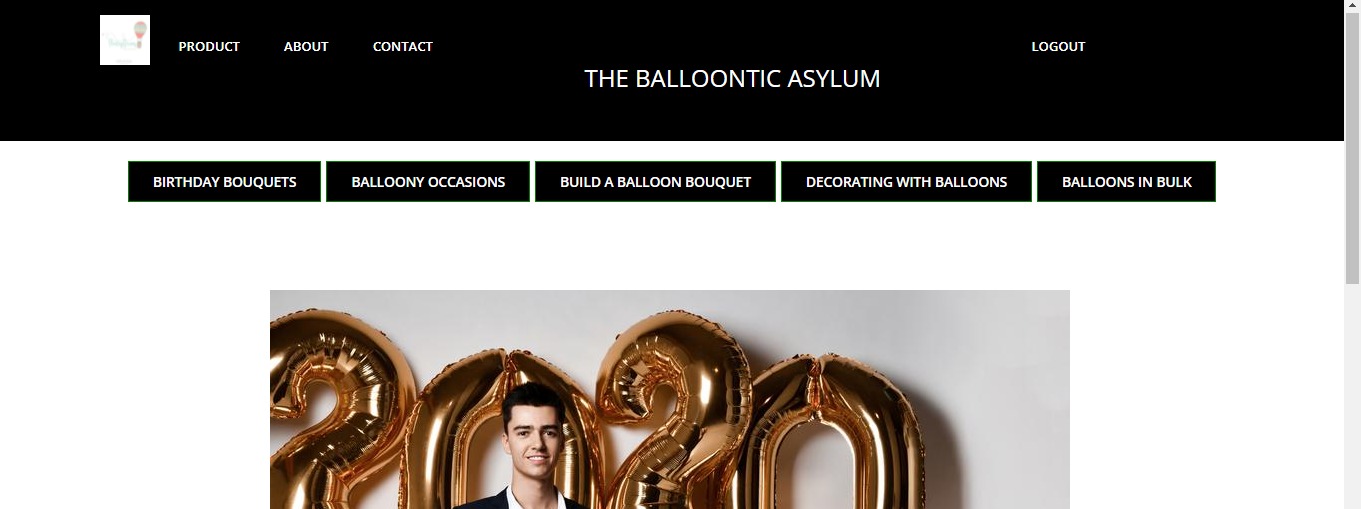 PRODUCT ABOUT CONTACT LOGOUT
THE BALLOONTIC ASYLUM
BIRTHDAY BOUQUETS BALLOONY OCCASIONS BUILD A BALLOON BOUQUET DECORATING WITH BALLOONS BALLOONS IN BULK
2020